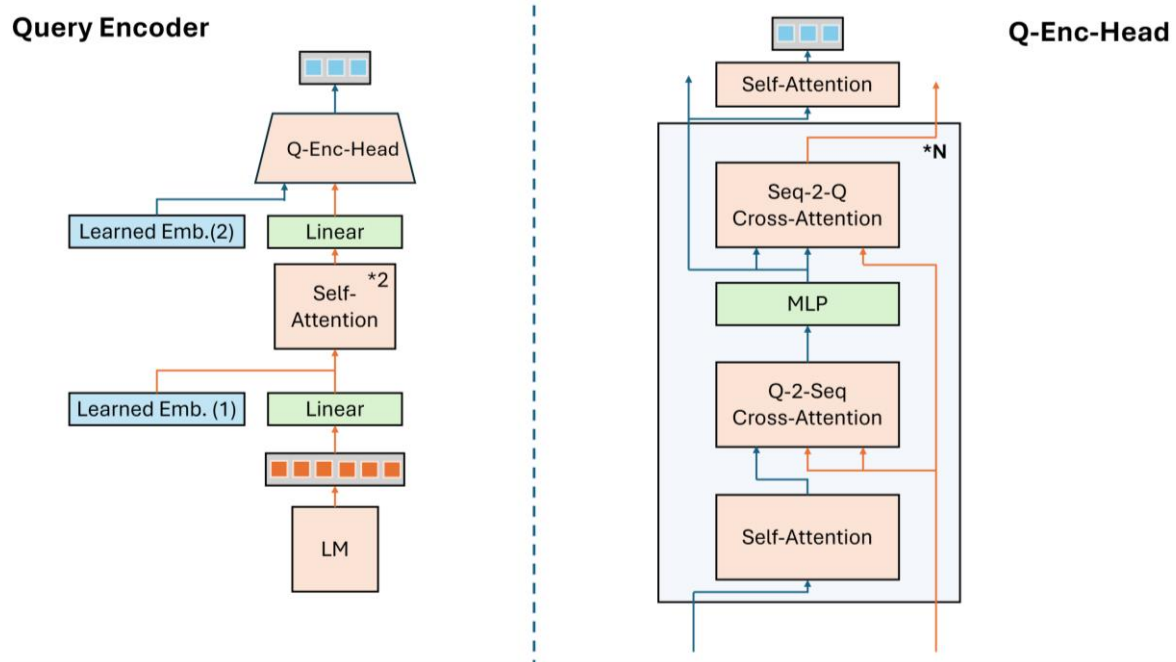 Query Encoder
Q-Enc-Head
Learned Emb.(2)
Linear
*2
Self-
Attention
Learned Emb. (1)
Linear
LM
Q-Enc-Head
Self-Attention
*N
Seq-2-Q
Cross-Attention
MLP
Q-2-Seq
Cross-Attention
Self-Attention